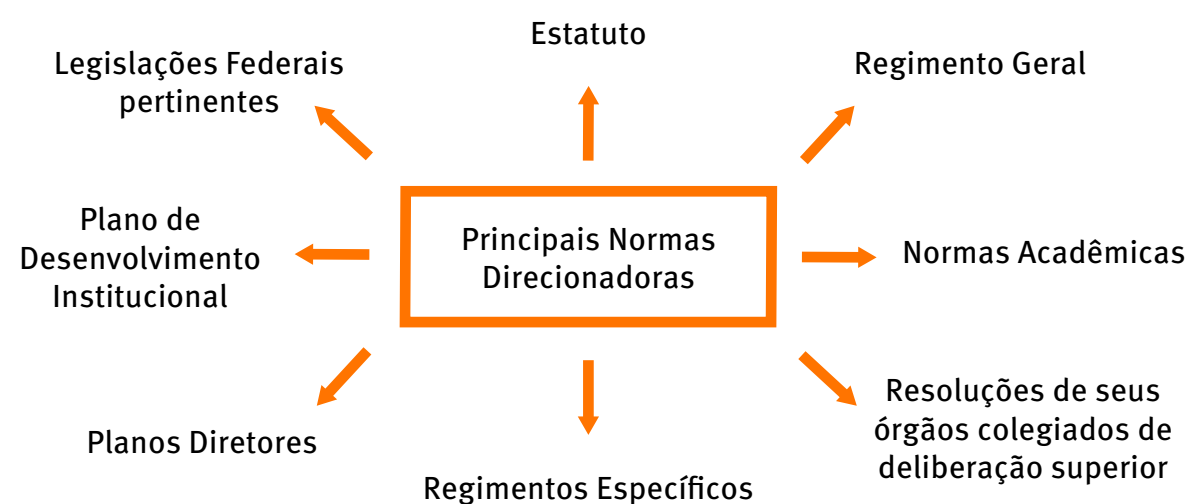 Estatuto
Legislações Federais
pertinentes
Regimento Geral
Plano de
Desenvolvimento
Institucional
Principais Normas
Direcionadoras
Normas Acadêmicas
Planos Diretores
Regimentos Específicos
Resoluções de seus
órgãos colegiados de
deliberação superior